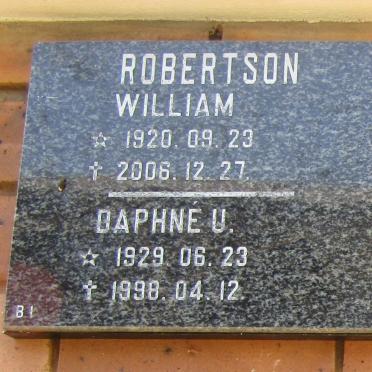 ROBERTSON
WILLIAM
☆ 1920. 09. 23
† 2006. 12. 27.
DAPHNÉ U.
☆ 1929. 06. 23
† 1998. 04. 12.
B1